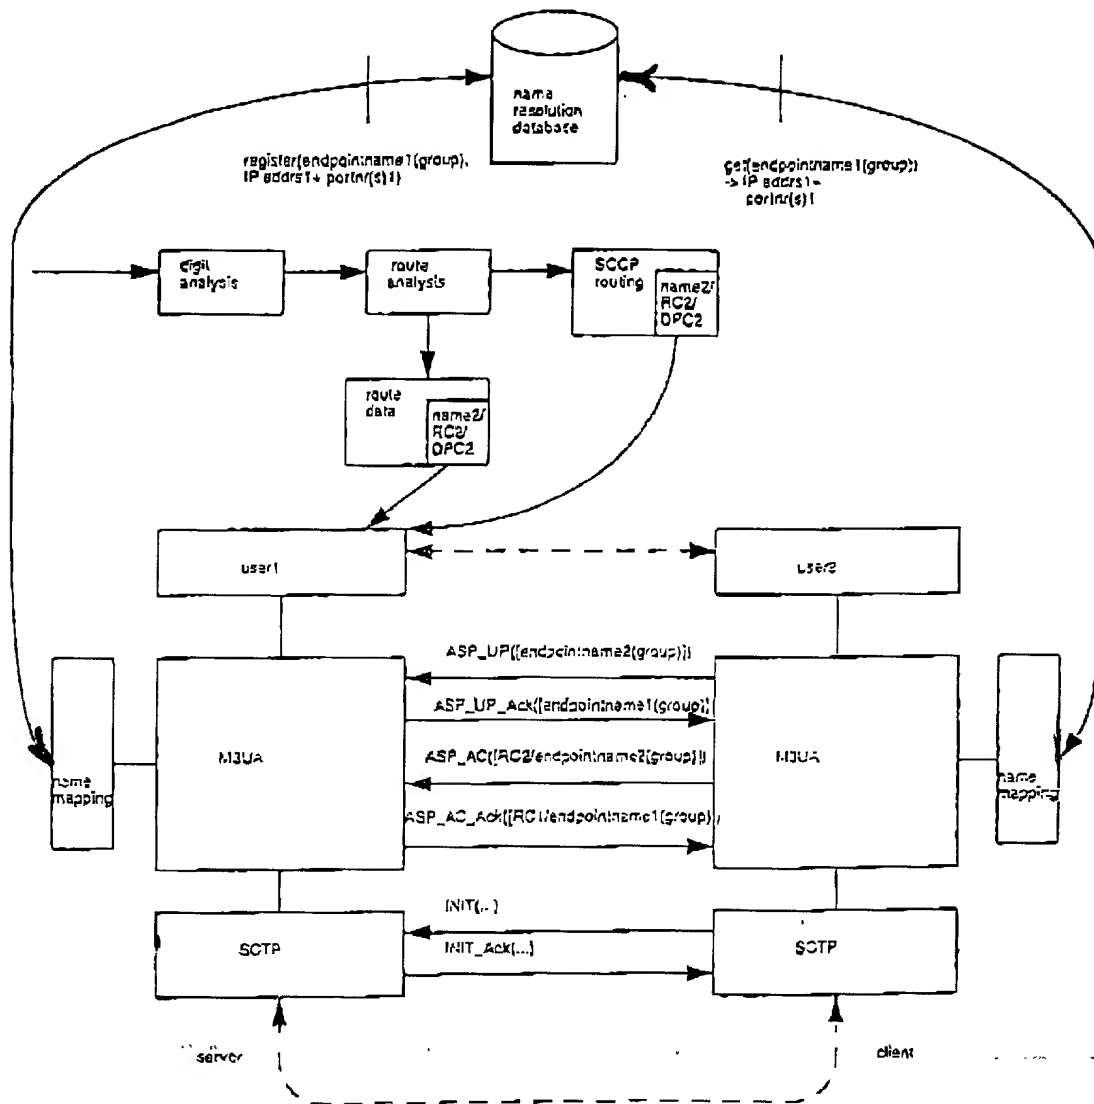 name
resolution
database
register(endpointname1(group),
IP addrs1+ portnr(s)1)
get(endpointname1(group))
-> IP addrs1+
portnr(s)1
digit
analysis
route
analysis
SCCP
routing
name2/
RC2/
DPC2
route
data
name2/
RC2/
DPC2
user1
user2
ASP_UP([endpointname2(group)])
ASP_UP_Ack([endpointname1(group)])
M3UA
ASP_AC([RC2/endpointname2(group)])
M3UA
name
mapping
name
mapping
ASP_AC_Ack([RC1/endpointname1(group)])
INIT(...)
SCTP
INIT_Ack(...)
SCTP
server
client